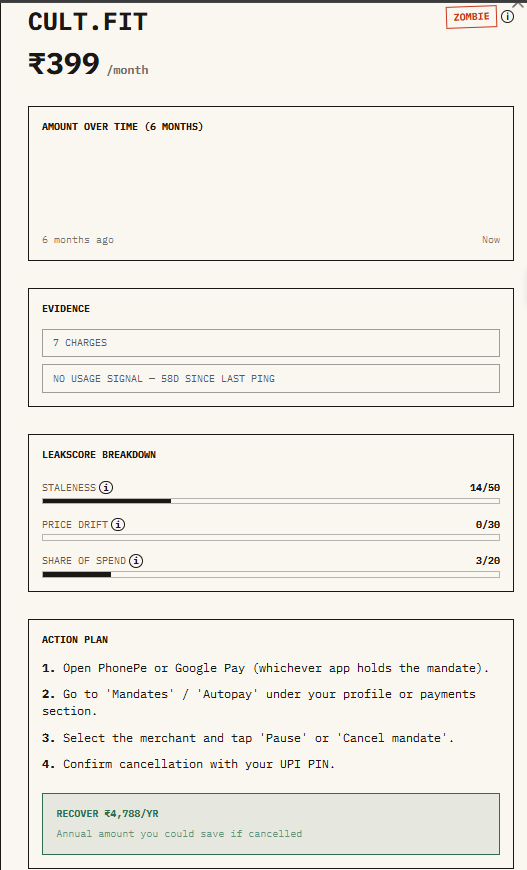 CULT.FIT
ZOMBIE i
₹399 /month
AMOUNT OVER TIME (6 MONTHS)
6 months ago Now
EVIDENCE
7 CHARGES
NO USAGE SIGNAL — 58D SINCE LAST PING
LEAKSCORE BREAKDOWN
STALENESS i 14/50
PRICE DRIFT i 0/30
SHARE OF SPEND i 3/20
ACTION PLAN
1. Open PhonePe or Google Pay (whichever app holds the mandate).
2. Go to 'Mandates' / 'Autopay' under your profile or payments
section.
3. Select the merchant and tap 'Pause' or 'Cancel mandate'.
4. Confirm cancellation with your UPI PIN.
RECOVER ₹4,788/YR
Annual amount you could save if cancelled